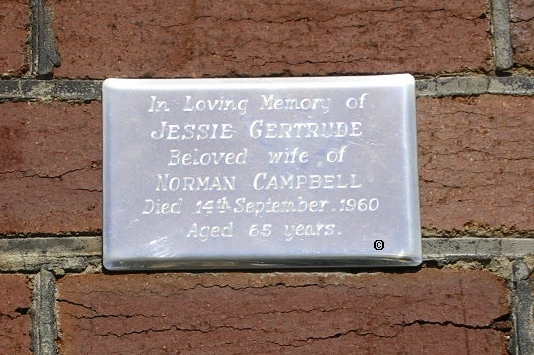 In Loving Memory of
JESSIE GERTRUDE
Beloved wife of
NORMAN CAMPBELL
Died 14th September.1960
Aged 65 years.
©